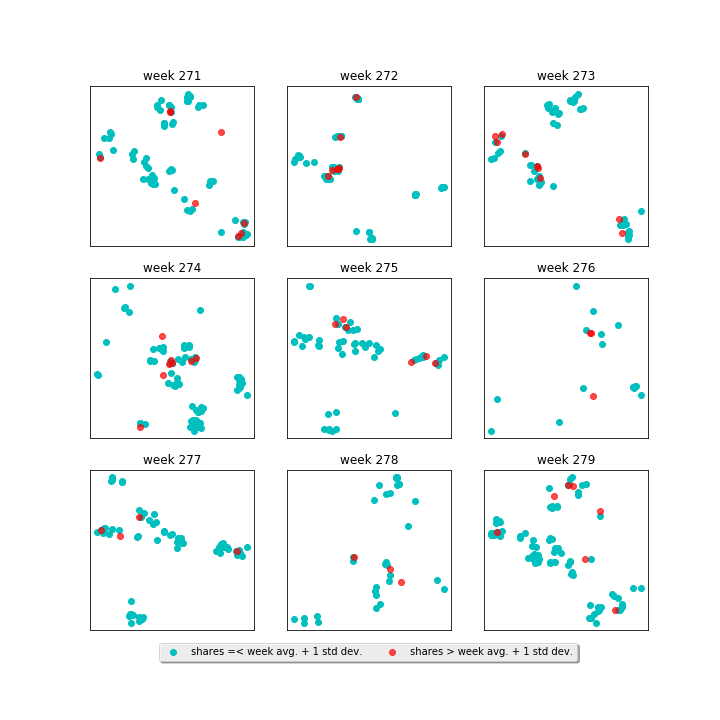 week 271
week 272
week 273
week 274
week 275
week 276
week 277
week 278
week 279
shares =< week avg. + 1 std dev.
shares > week avg. + 1 std dev.